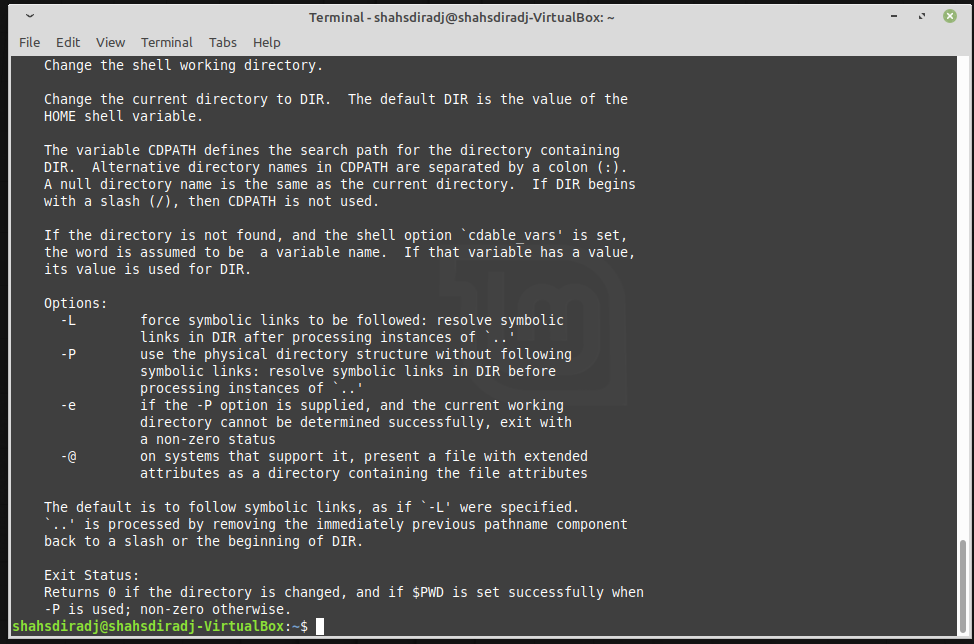 Terminal - shahsdiradj@shahsdiradj-VirtualBox: ~
File Edit View Terminal Tabs Help
Change the shell working directory.
Change the current directory to DIR.  The default DIR is the value of the
HOME shell variable.
The variable CDPATH defines the search path for the directory containing
DIR.  Alternative directory names in CDPATH are separated by a colon (:).
A null directory name is the same as the current directory.  If DIR begins
with a slash (/), then CDPATH is not used.
If the directory is not found, and the shell option `cdable_vars' is set,
the word is assumed to be  a variable name.  If that variable has a value,
its value is used for DIR.
Options:
-L        force symbolic links to be followed: resolve symbolic
links in DIR after processing instances of `..'
-P        use the physical directory structure without following
symbolic links: resolve symbolic links in DIR before
processing instances of `..'
-e        if the -P option is supplied, and the current working
directory cannot be determined successfully, exit with
a non-zero status
-@        on systems that support it, present a file with extended
attributes as a directory containing the file attributes
The default is to follow symbolic links, as if `-L' were specified.
`..' is processed by removing the immediately previous pathname component
back to a slash or the beginning of DIR.
Exit Status:
Returns 0 if the directory is changed, and if $PWD is set successfully when
-P is used; non-zero otherwise.
shahsdiradj@shahsdiradj-VirtualBox:~$